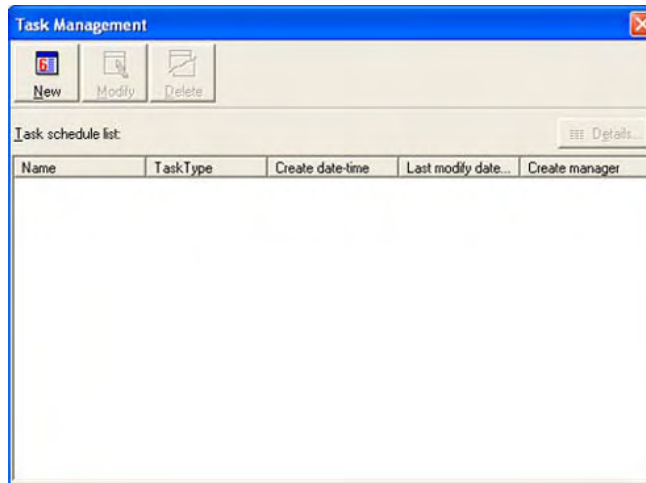 Task Management
New Modify Delete
Task schedule list: Details...
Name TaskType Create date-time Last modify date... Create manager